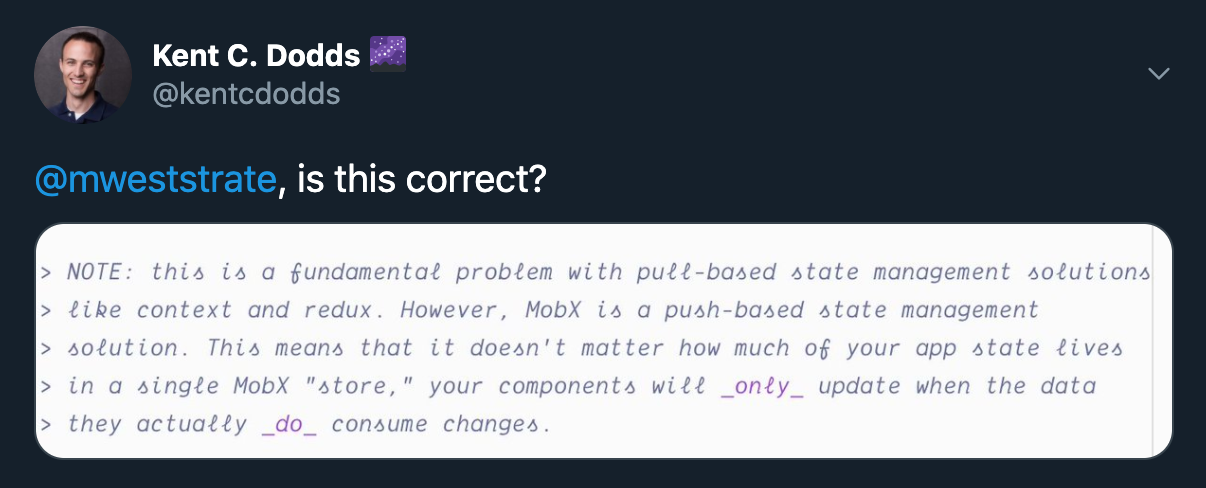 Kent C. Dodds 🌌
@kentcdodds
@mweststrate, is this correct?
> NOTE: this is a fundamental problem with pull-based state management solutions
> like context and redux. However, MobX is a push-based state management
> solution. This means that it doesn't matter how much of your app state lives
> in a single MobX "store," your components will _only_ update when the data
> they actually _do_ consume changes.